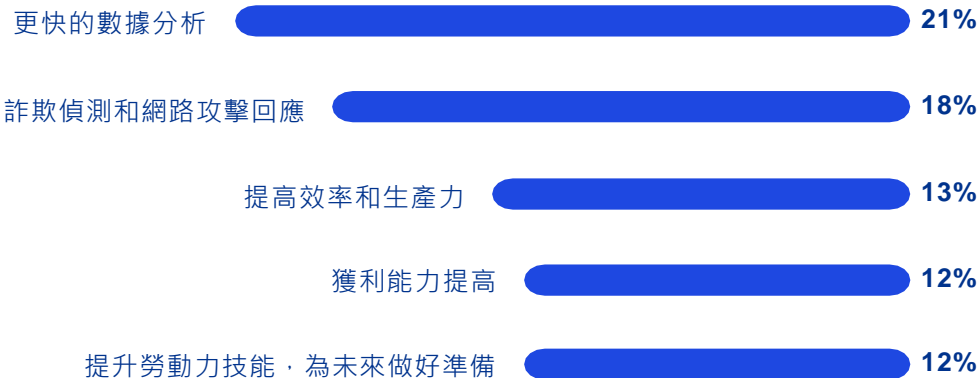 更快的數據分析 21%
詐欺偵測和網路攻擊回應 18%
提高效率和生產力 13%
獲利能力提高 12%
提升勞動力技能，為未來做好準備 12%